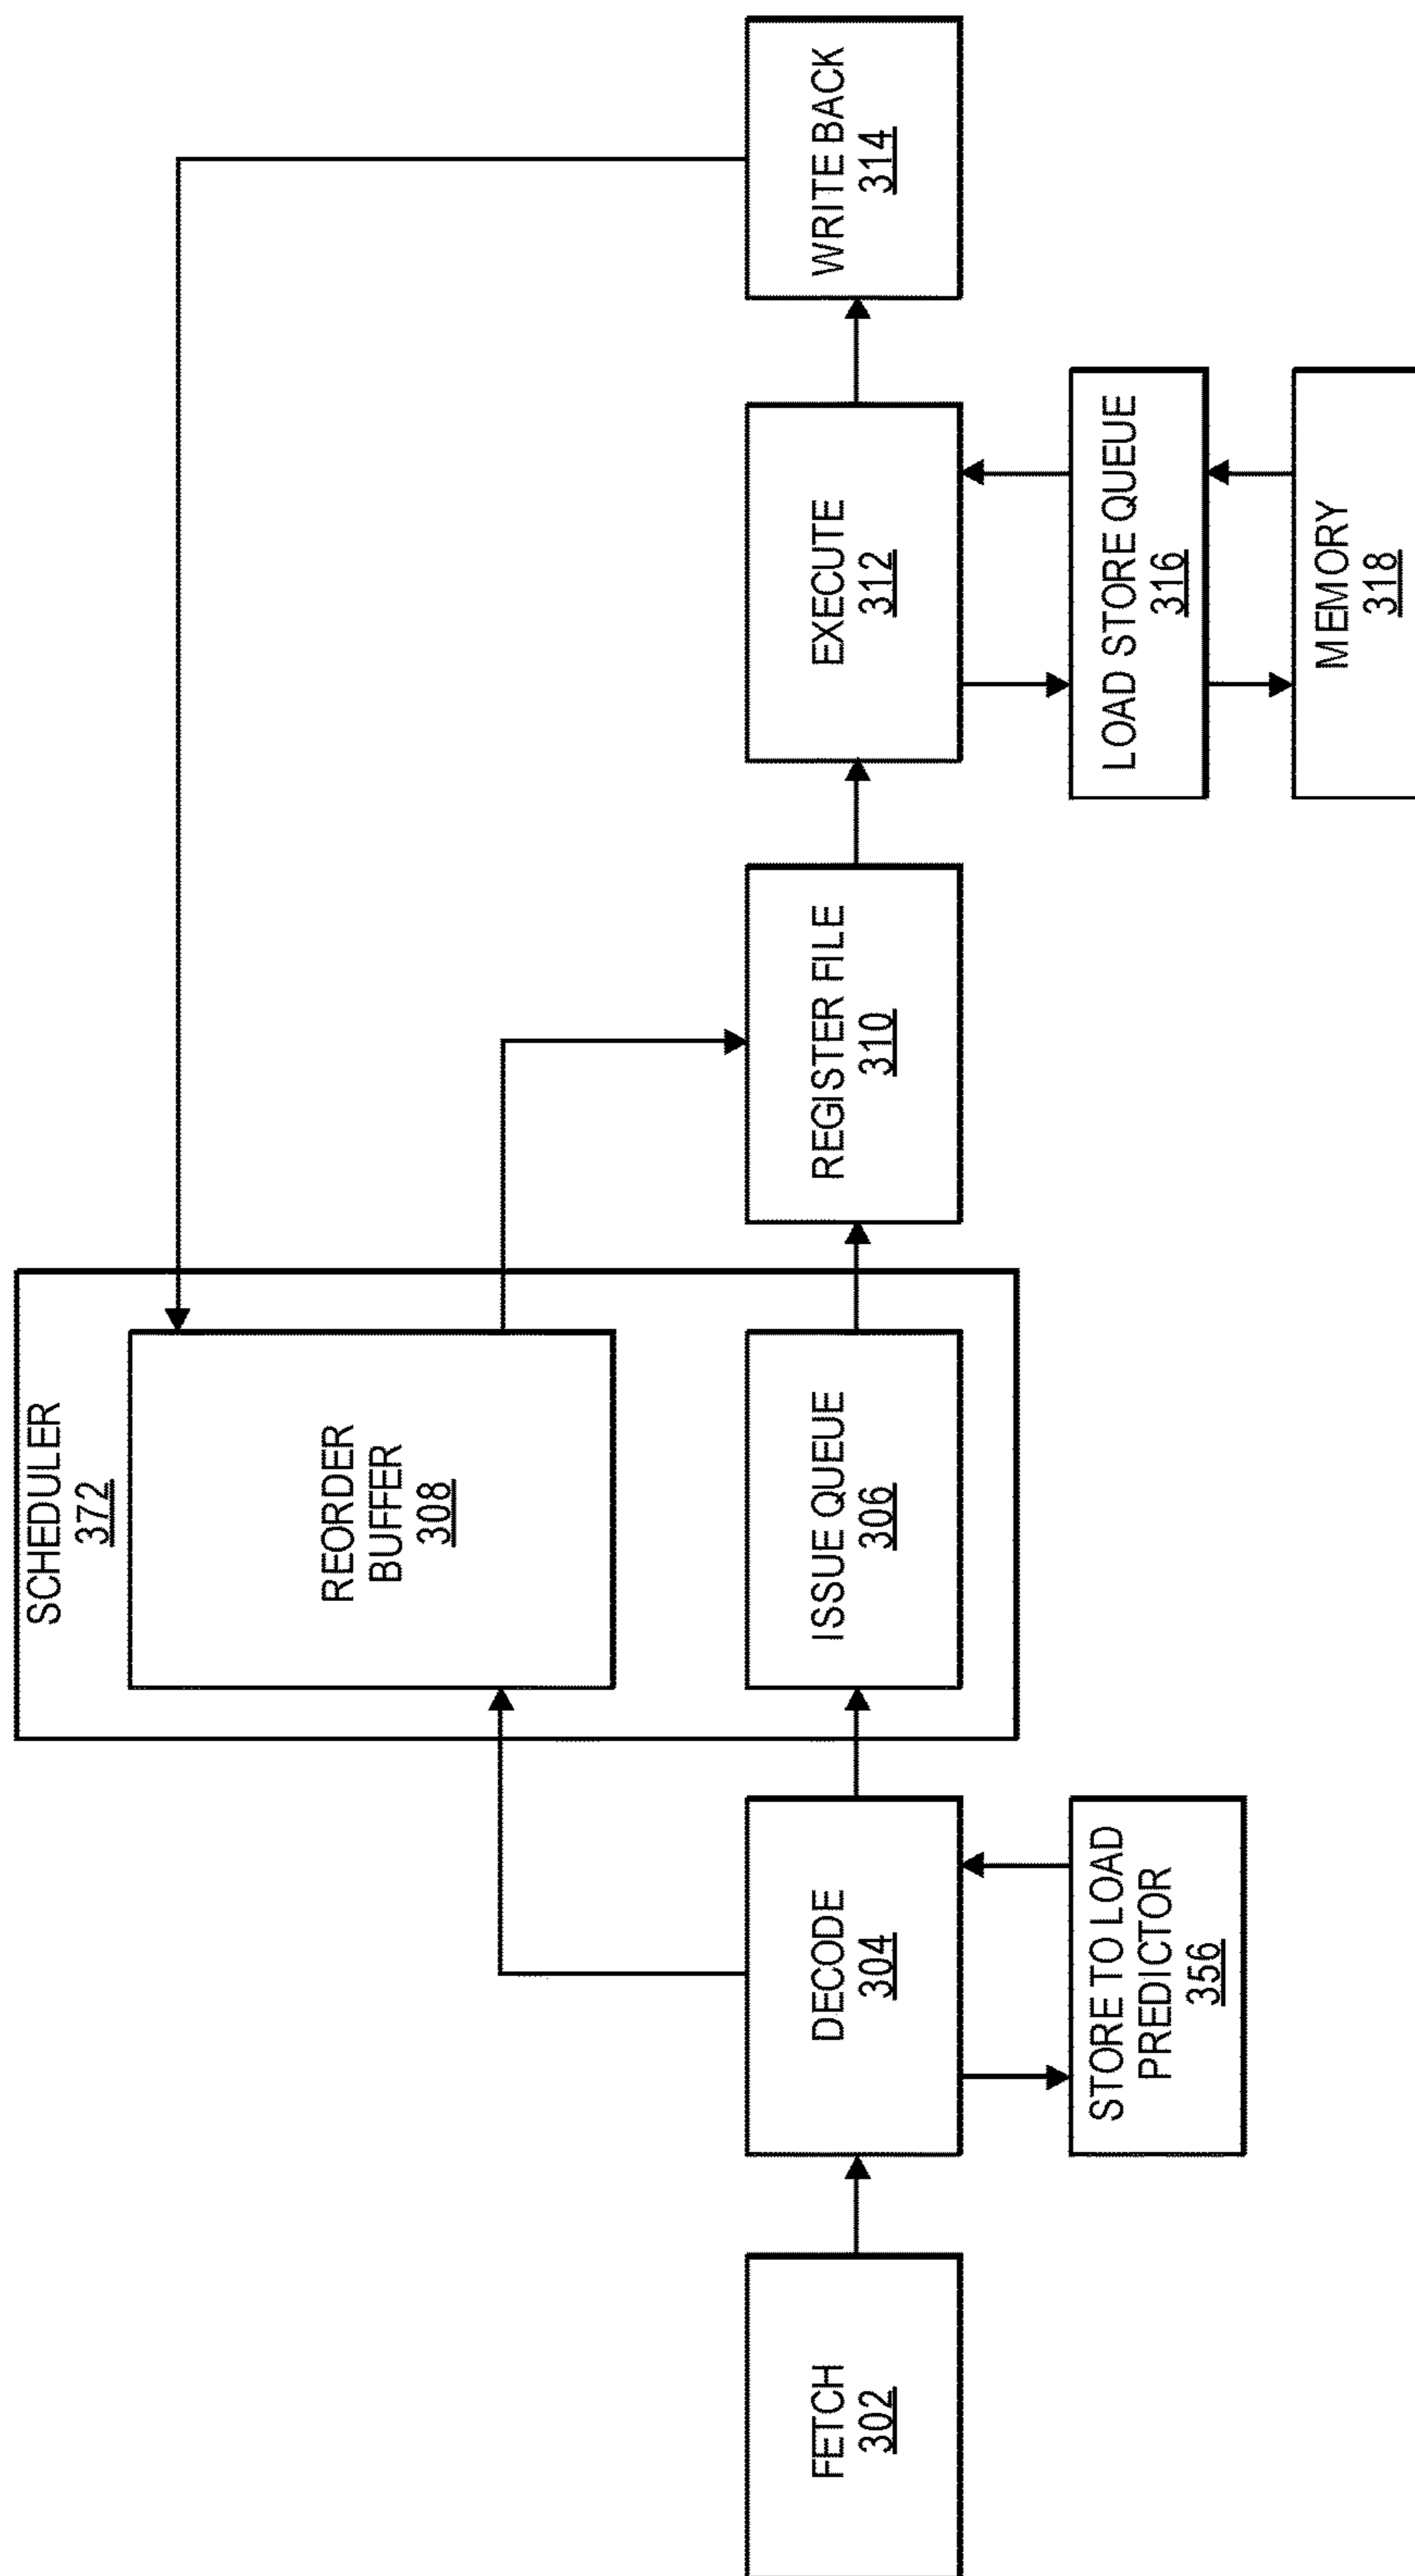 SCHEDULER
372
REORDER
BUFFER
308
FETCH
302
DECODE
304
ISSUE QUEUE
306
REGISTER FILE
310
EXECUTE
312
WRITE BACK
314
STORE TO LOAD
PREDICTOR
356
LOAD STORE QUEUE
316
MEMORY
318